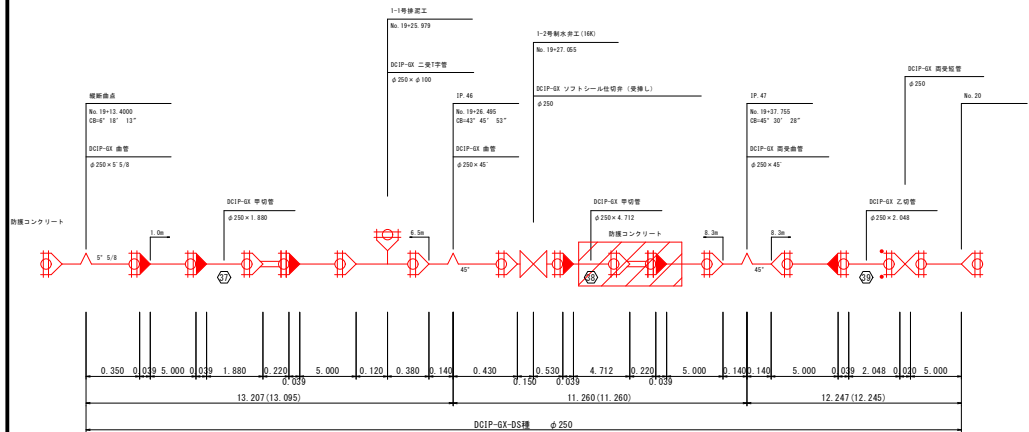 1-1号排泥工
No.19+25.979
DCIP-GX 二受T字管
φ250×φ100
1-2号制水弁工(16K)
No.19+27.055
DCIP-GX ソフトシール仕切弁 (受挿し)
φ250
DCIP-GX 両受短管
φ250
縦断曲点
No.19+13.4000
CB=6° 18′ 13″
DCIP-GX 曲管
φ250×5°5/8
IP.46
No.19+26.495
CB=43° 45′ 53″
DCIP-GX 曲管
φ250×45°
IP.47
No.19+37.755
CB=45° 30′ 28″
DCIP-GX 両受曲管
φ250×45°
No.20
DCIP-GX 甲切管
φ250×1.880
DCIP-GX 甲切管
φ250×4.712
DCIP-GX 乙切管
φ250×2.048
防護コンクリート
1.0m
6.5m
防護コンクリート
8.3m
8.3m
5° 5/8
37
45°
38
45°
39
0.350 0.039 5.000 0.039 1.880 0.220 0.039 5.000 0.120 0.380 0.140 0.430 0.150 0.530 0.039 4.712 0.220 0.039 5.000 0.140 0.140 5.000 0.039 2.048 0.020 5.000
13.207(13.095) 11.260(11.260) 12.247(12.245)
DCIP-GX-DS種 φ250